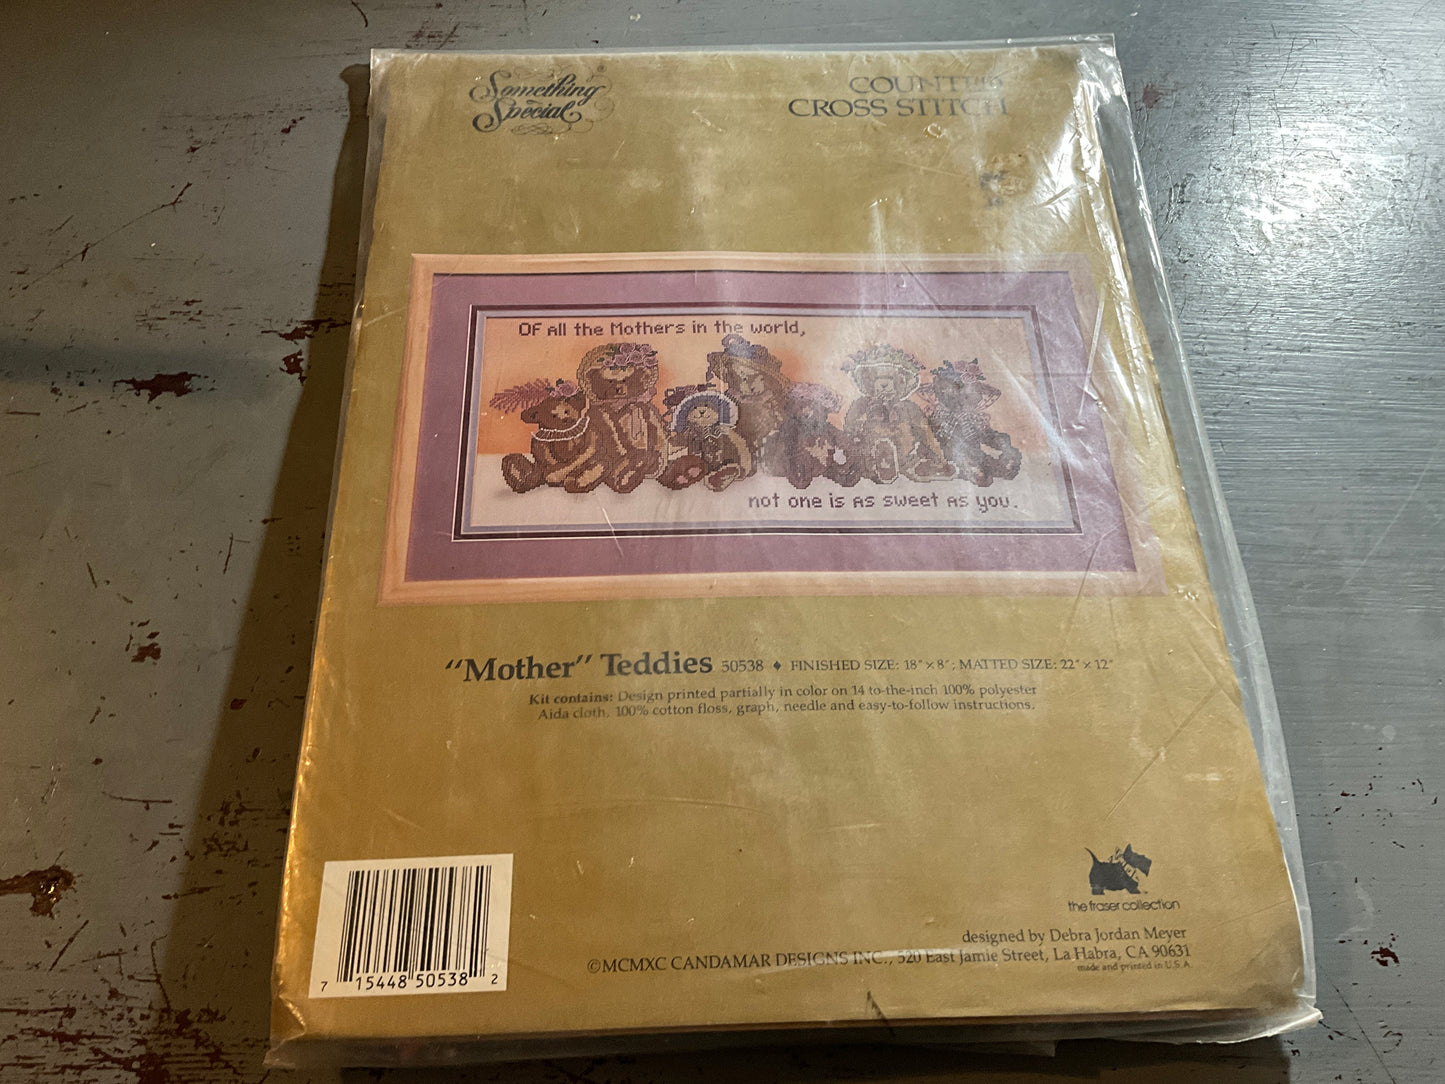 Something
Special®
COUNTED
CROSS STITCH
OF All the Mothers in the world,
not one is as sweet as you.
“Mother” Teddies 50538 ♦ FINISHED SIZE: 18″ × 8″; MATTED SIZE: 22″ × 12″
Kit contains: Design printed partially in color on 14 to-the-inch 100% polyester
Aida cloth, 100% cotton floss, graph, needle and easy-to-follow instructions.
the fraser collection
designed by Debra Jordan Meyer
©MCMXC CANDAMAR DESIGNS INC., 520 East Jamie Street, La Habra, CA 90631
made and printed in U.S.A
7 15448 50538 2